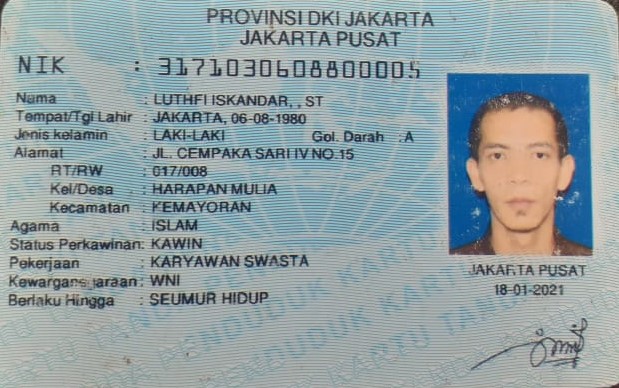 PROVINSI DKI JAKARTA
JAKARTA PUSAT
NIK : 3171030608800005
Nama : LUTHFI ISKANDAR, , ST
Tempat/Tgl Lahir : JAKARTA, 06-08-1980
Jenis kelamin : LAKI-LAKI Gol. Darah : A
Alamat : JL. CEMPAKA SARI IV NO.15
RT/RW : 017/008
Kel/Desa : HARAPAN MULIA
Kecamatan : KEMAYORAN
Agama : ISLAM
Status Perkawinan: KAWIN
Pekerjaan : KARYAWAN SWASTA
Kewarganegaraan: WNI
Berlaku Hingga : SEUMUR HIDUP
JAKARTA PUSAT
18-01-2021